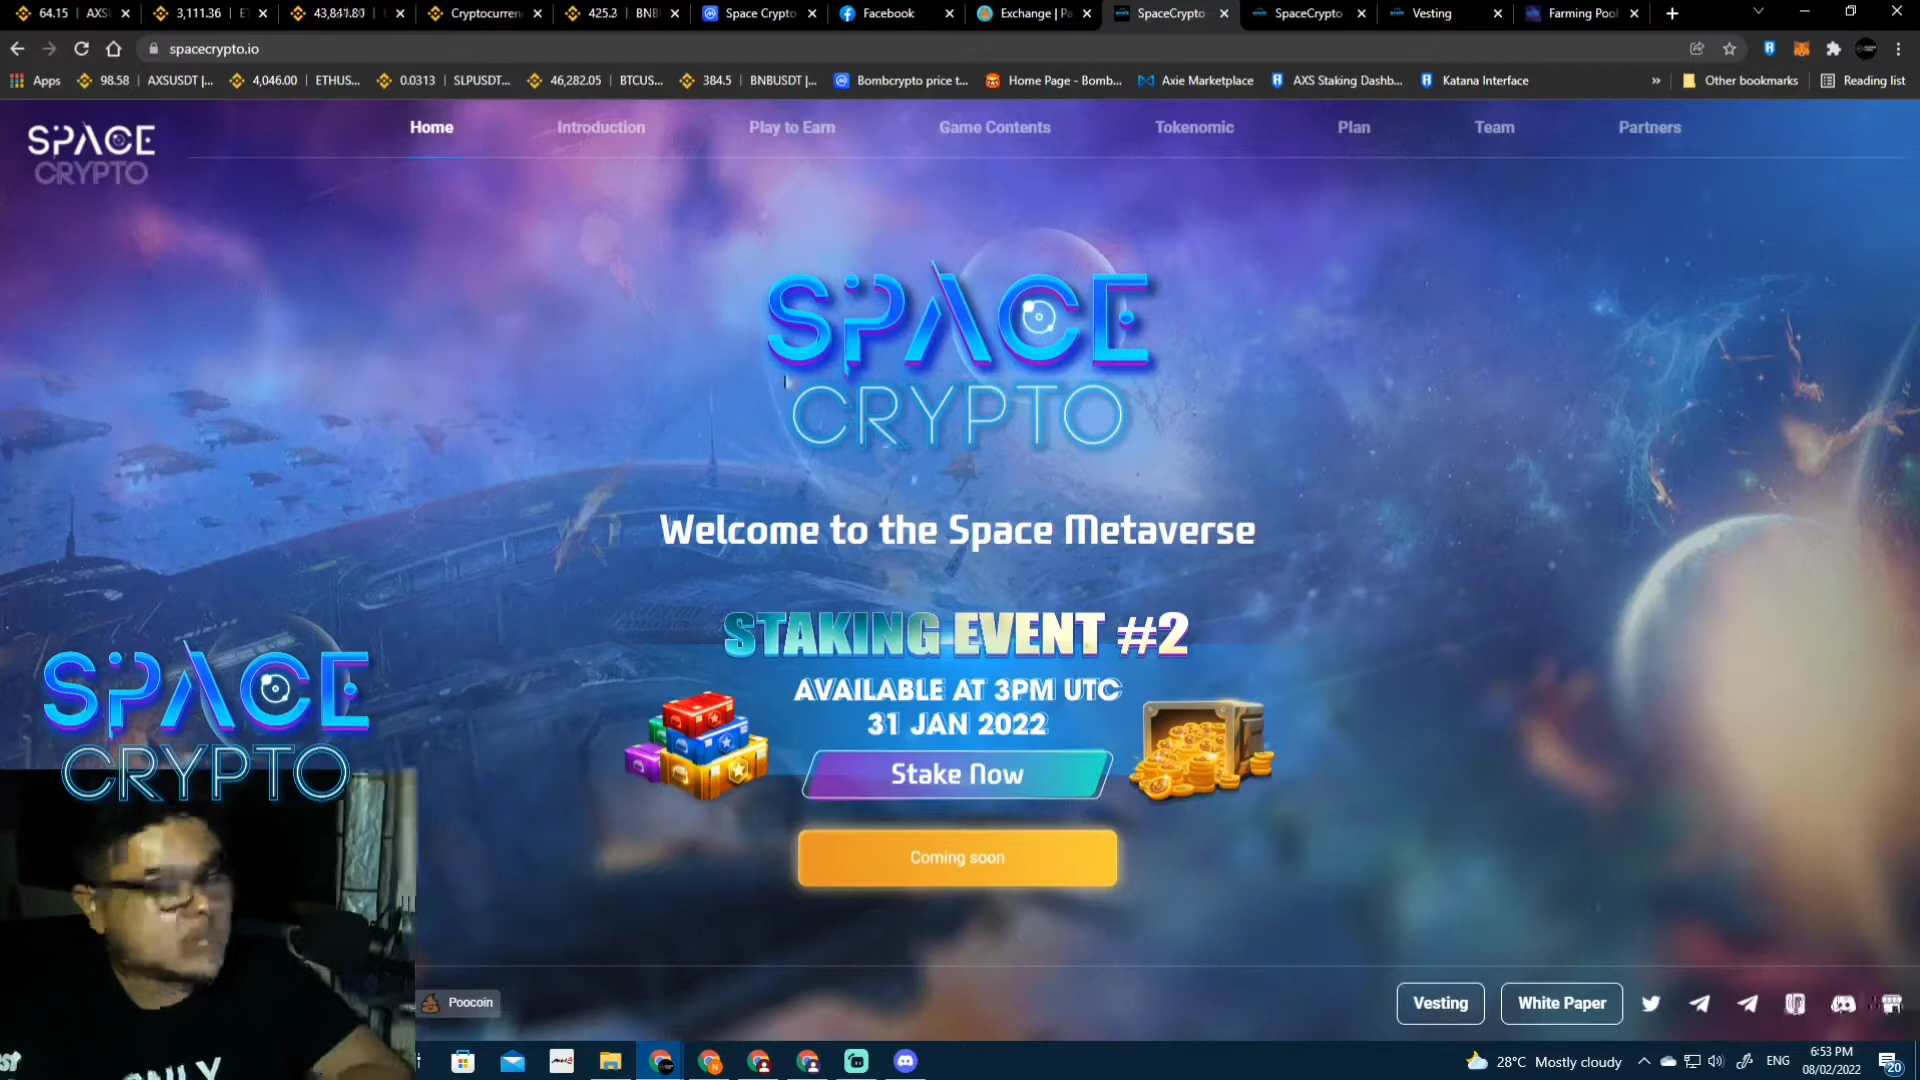 64.15 | AXSU
3,111.36 | E
43,841.80 |
Cryptocurren
425.3 | BNB
Space Crypto
Facebook
Exchange | Pa
SpaceCrypto
SpaceCrypto
Vesting
Farming Pool
spacecrypto.io
Apps
98.58 | AXSUSDT |...
4,046.00 | ETHUS...
0.0313 | SLPUSDT...
46,282.05 | BTCUS...
384.5 | BNBUSDT |...
Bombcrypto price t...
Home Page - Bomb...
Axie Marketplace
AXS Staking Dashb...
Katana Interface
»
Other bookmarks
Reading list
SPACE
CRYPTO
Home
Introduction
Play to Earn
Game Contents
Tokenomic
Plan
Team
Partners
SPACE
CRYPTO
Welcome to the Space Metaverse
STAKING EVENT #2
AVAILABLE AT 3PM UTC
31 JAN 2022
Stake Now
Coming soon
SPACE
CRYPTO
Poocoin
Vesting
White Paper
28°C Mostly cloudy
ENG
6:53 PM
08/02/2022
20